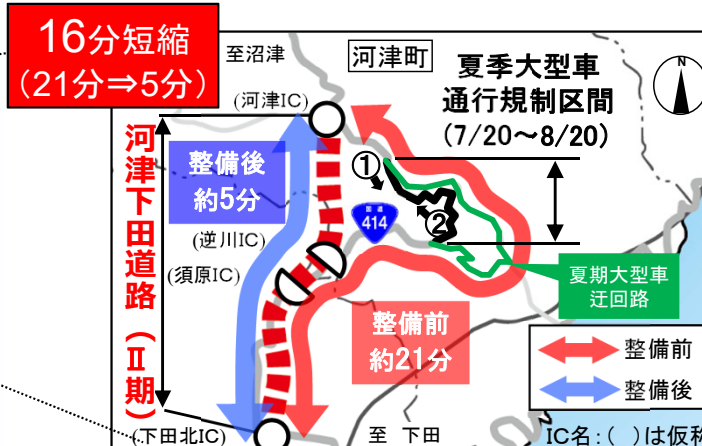 16分短縮
(21分⇒5分)
至沼津
河津町
夏季大型車
通行規制区間
(7/20～8/20)
N
(河津IC)
河津下田道路(Ⅱ期)
整備後
約5分
①
②
国道
414
(逆川IC)
(須原IC)
夏期大型車
迂回路
整備前
約21分
整備前
整備後
(下田北IC)
至 下田
IC名:( )は仮称